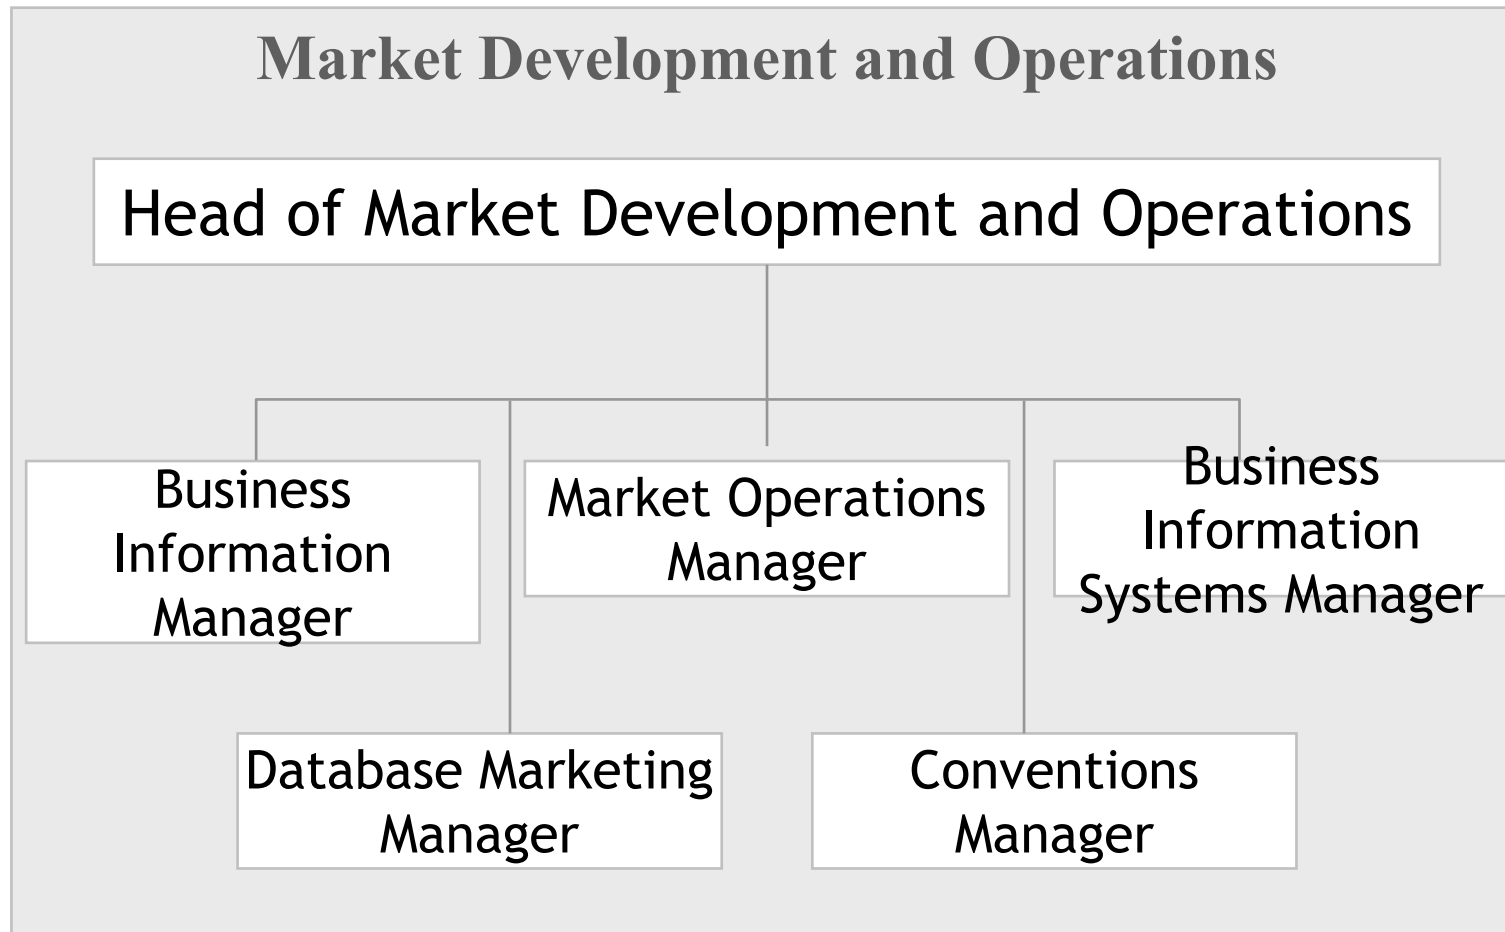 Market Development and Operations
Head of Market Development and Operations
Business
Information
Manager
Market Operations
Manager
Business
Information
Systems Manager
Database Marketing
Manager
Conventions
Manager